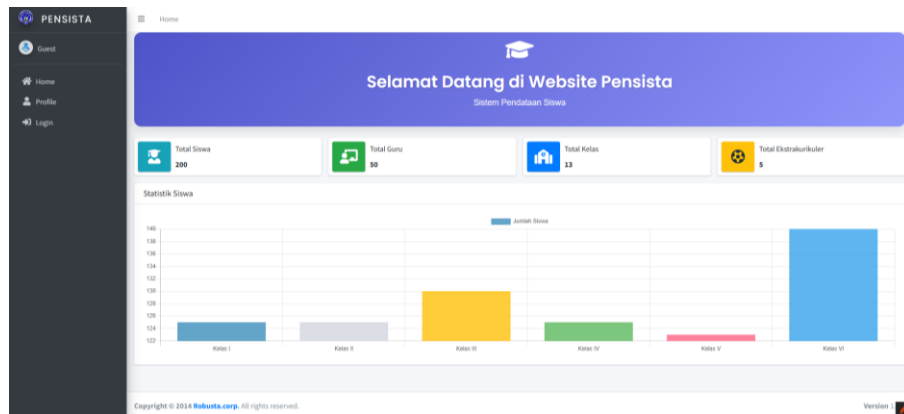 PENSISTA
Home
Guest
Home
Profile
Login
Selamat Datang di Website Pensista
Sistem Pendataan Siswa
Total Siswa
200
Total Guru
50
Total Kelas
13
Total Ekstrakurikuler
5
Statistik Siswa
Jumlah Siswa
140
138
136
134
132
130
128
126
124
122
Kelas I
Kelas II
Kelas III
Kelas IV
Kelas V
Kelas VI
Copyright © 2014 Robusta.corp. All rights reserved.
Version 1